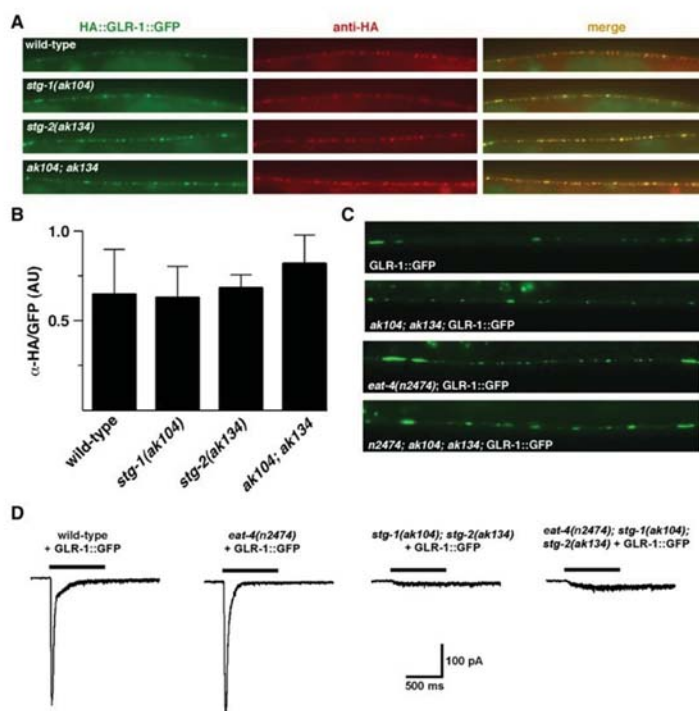 A
HA::GLR-1::GFP
anti-HA
merge
wild-type
stg-1(ak104)
stg-2(ak134)
ak104; ak134
B
α-HA/GFP (AU)
1.0
0.5
wild-type
stg-1(ak104)
stg-2(ak134)
ak104; ak134
C
GLR-1::GFP
ak104; ak134; GLR-1::GFP
eat-4(n2474); GLR-1::GFP
n2474; ak104; ak134; GLR-1::GFP
D
wild-type
+ GLR-1::GFP
eat-4(n2474)
+ GLR-1::GFP
stg-1(ak104); stg-2(ak134)
+ GLR-1::GFP
eat-4(n2474); stg-1(ak104);
stg-2(ak134) + GLR-1::GFP
100 pA
500 ms